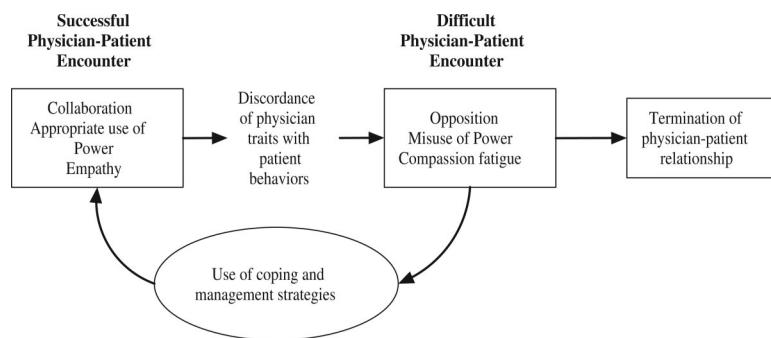 Successful
Physician-Patient
Encounter
Difficult
Physician-Patient
Encounter
Collaboration
Appropriate use of
Power
Empathy
Discordance
of physician
traits with
patient
behaviors
Opposition
Misuse of Power
Compassion fatigue
Termination of
physician-patient
relationship
Use of coping and
management strategies